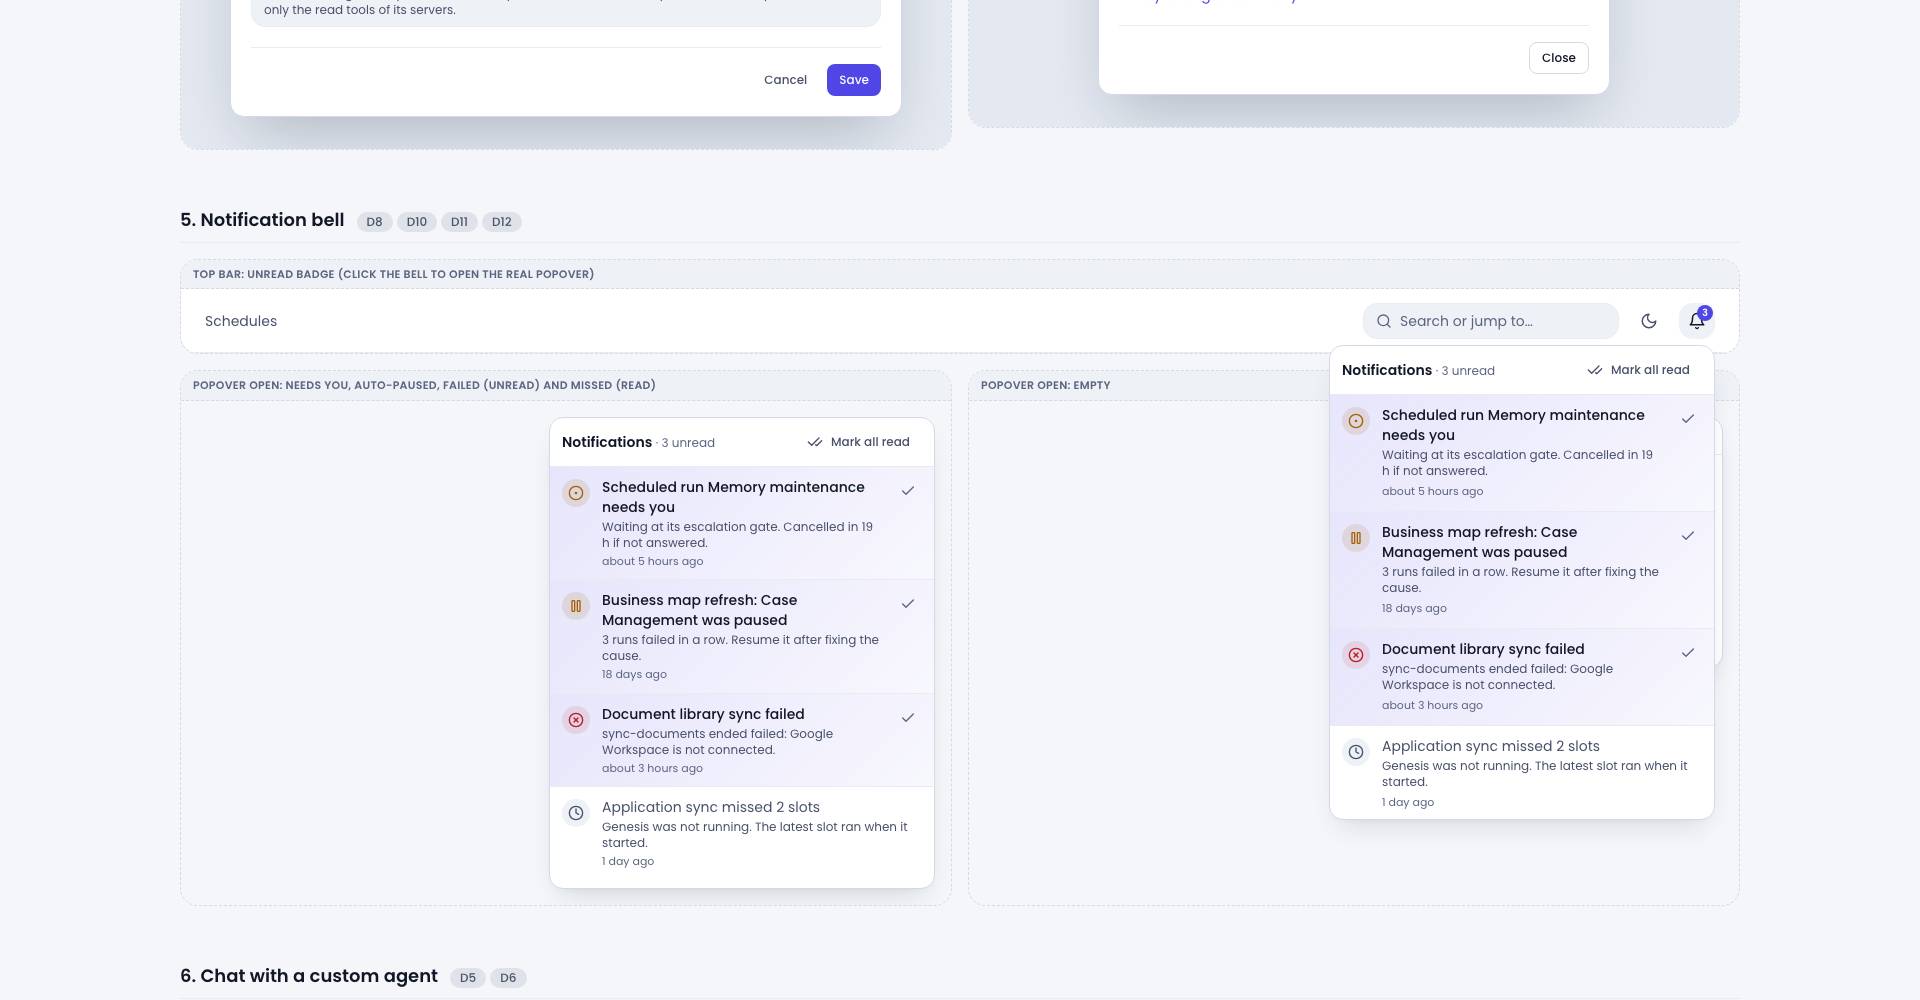 only the read tools of its servers.
Cancel
Save
Close
5. Notification bell
D8
D10
D11
D12
TOP BAR: UNREAD BADGE (CLICK THE BELL TO OPEN THE REAL POPOVER)
Schedules
Search or jump to...
3
POPOVER OPEN: NEEDS YOU, AUTO-PAUSED, FAILED (UNREAD) AND MISSED (READ)
Notifications · 3 unread
Mark all read
Scheduled run Memory maintenance
needs you
Waiting at its escalation gate. Cancelled in 19
h if not answered.
about 5 hours ago
Business map refresh: Case
Management was paused
3 runs failed in a row. Resume it after fixing the
cause.
18 days ago
Document library sync failed
sync-documents ended failed: Google
Workspace is not connected.
about 3 hours ago
Application sync missed 2 slots
Genesis was not running. The latest slot ran when it
started.
1 day ago
POPOVER OPEN: EMPTY
Notifications · 3 unread
Mark all read
Scheduled run Memory maintenance
needs you
Waiting at its escalation gate. Cancelled in 19
h if not answered.
about 5 hours ago
Business map refresh: Case
Management was paused
3 runs failed in a row. Resume it after fixing the
cause.
18 days ago
Document library sync failed
sync-documents ended failed: Google
Workspace is not connected.
about 3 hours ago
Application sync missed 2 slots
Genesis was not running. The latest slot ran when it
started.
1 day ago
6. Chat with a custom agent
D5
D6